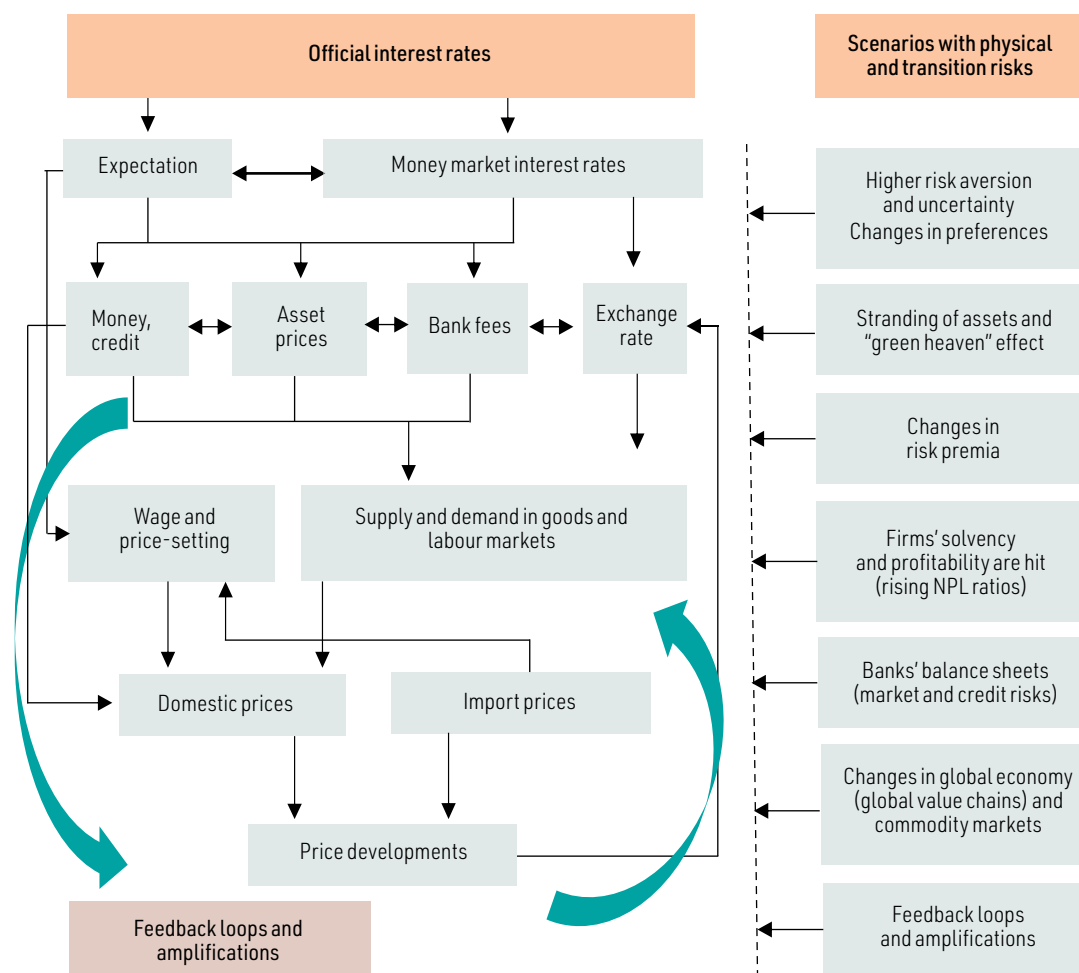 Official interest rates
Scenarios with physical
and transition risks
Expectation
Money market interest rates
Higher risk aversion
and uncertainty
Changes in preferences
Money,
credit
Asset
prices
Bank fees
Exchange
rate
Stranding of assets and
“green heaven” effect
Changes in
risk premia
Wage and
price-setting
Supply and demand in goods and
labour markets
Firms’ solvency
and profitability are hit
(rising NPL ratios)
Domestic prices
Import prices
Banks’ balance sheets
(market and credit risks)
Changes in global economy
(global value chains) and
commodity markets
Price developments
Feedback loops and
amplifications
Feedback loops
and amplifications